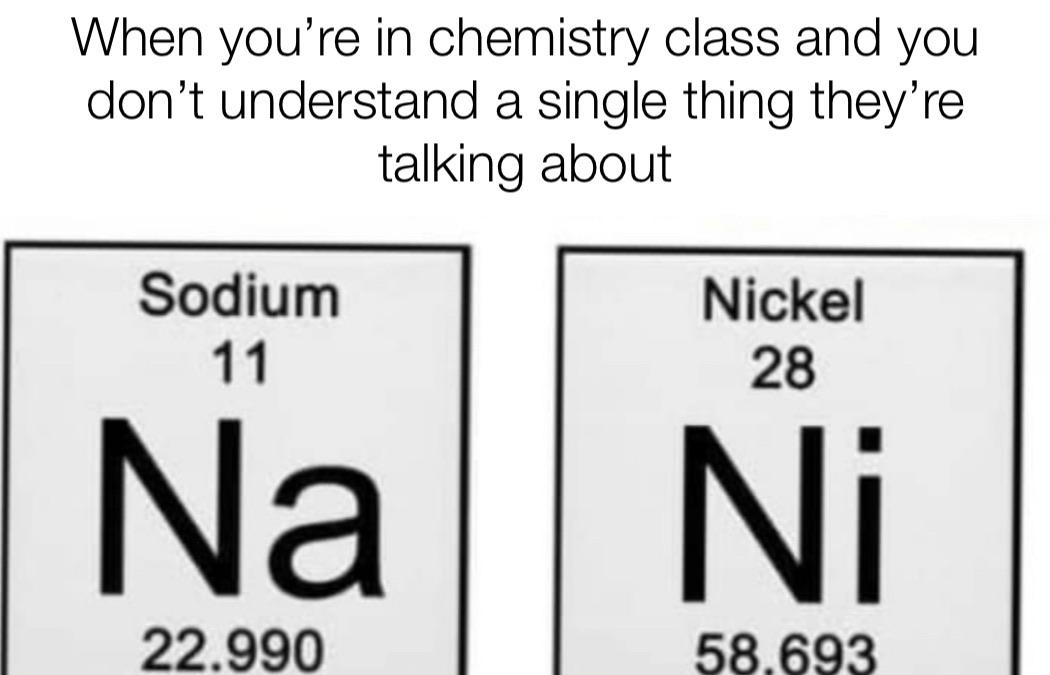 When you’re in chemistry class and you
don’t understand a single thing they’re
talking about
Sodium
11
Na
22.990
Nickel
28
Ni
58.693